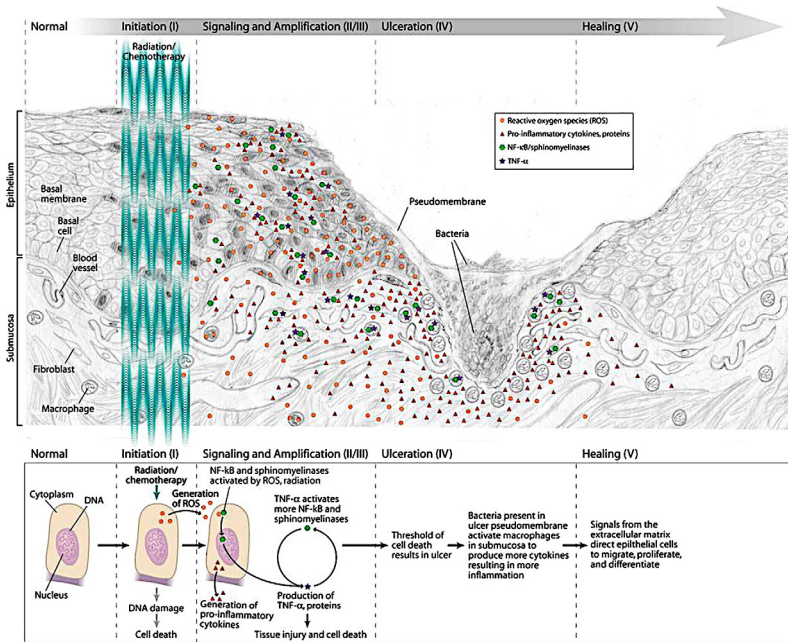 Normal
Initiation (I)
Signaling and Amplification (II/III)
Ulceration (IV)
Healing (V)
Radiation/
Chemotherapy
Reactive oxygen species (ROS)
Pro-inflammatory cytokines, proteins
NF-κB/sphinomyelinases
TNF-α
Epithelium
Submucosa
Basal
membrane
Basal
cell
Blood
vessel
Fibroblast
Macrophage
Pseudomembrane
Bacteria
Bacteria
Normal
Initiation (I)
Signaling and Amplification (II/III)
Ulceration (IV)
Healing (V)
Cytoplasm
DNA
Nucleus
Radiation/
chemotherapy
Generation
of ROS
DNA damage
Cell death
NF-kB and sphinomyelinases
activated by ROS, radiation
TNF-α activates
more NF-kB and
sphinomyelinases
Generation of
pro-inflammatory
cytokines
Production of
TNF-α, proteins
Tissue injury and cell death
Threshold of
cell death
results in ulcer
Bacteria present in
ulcer pseudomembrane
activate macrophages
in submucosa to
produce more cytokines
resulting in more
inflammation
Signals from the
extracellular matrix
direct epithelial cells
to migrate, proliferate,
and differentiate